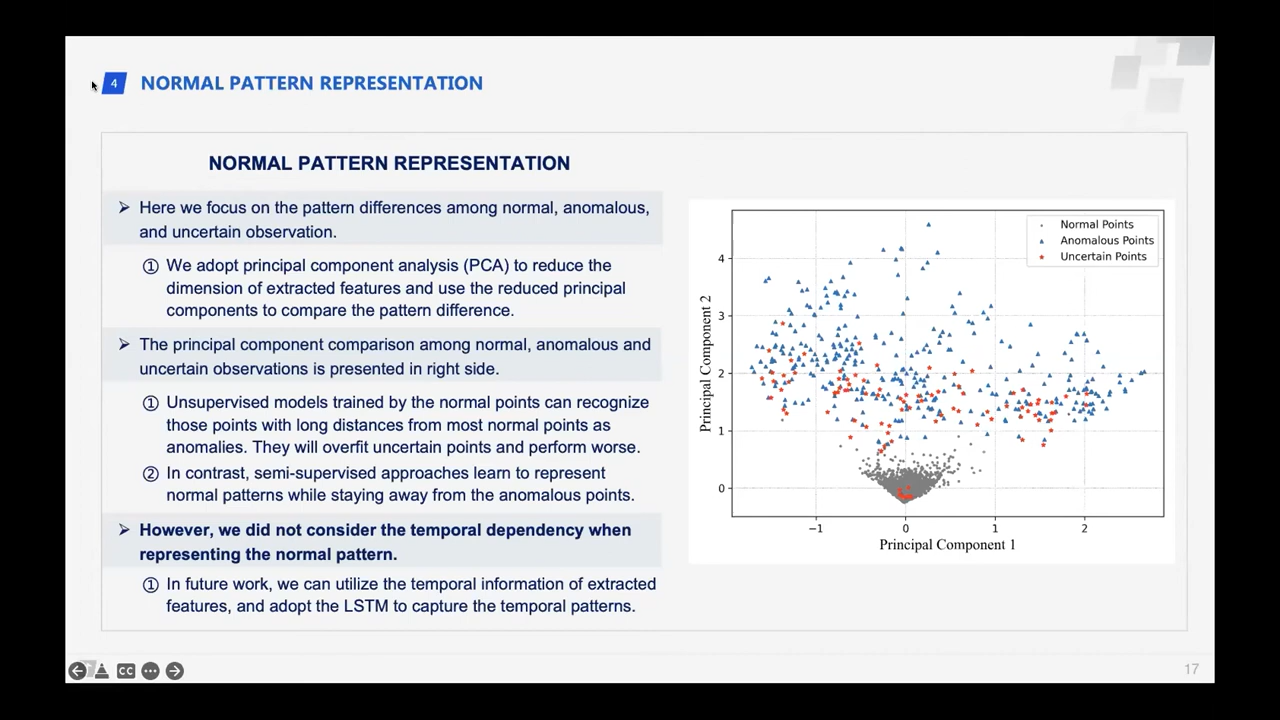 4 NORMAL PATTERN REPRESENTATION
NORMAL PATTERN REPRESENTATION
➢ Here we focus on the pattern differences among normal, anomalous,
and uncertain observation.
① We adopt principal component analysis (PCA) to reduce the
dimension of extracted features and use the reduced principal
components to compare the pattern difference.
➢ The principal component comparison among normal, anomalous and
uncertain observations is presented in right side.
① Unsupervised models trained by the normal points can recognize
those points with long distances from most normal points as
anomalies. They will overfit uncertain points and perform worse.
② In contrast, semi-supervised approaches learn to represent
normal patterns while staying away from the anomalous points.
➢ However, we did not consider the temporal dependency when
representing the normal pattern.
① In future work, we can utilize the temporal information of extracted
features, and adopt the LSTM to capture the temporal patterns.
Normal Points
Anomalous Points
Uncertain Points
Principal Component 2
4
3
2
1
0
−1 0 1 2
Principal Component 1
CC
17